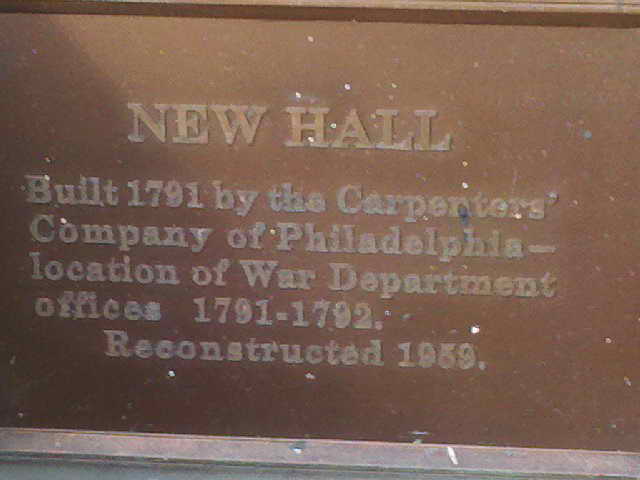 NEW HALL
Built 1791 by the Carpenters'
Company of Philadelphia—
location of War Department
offices 1791-1792.
Reconstructed 1959.